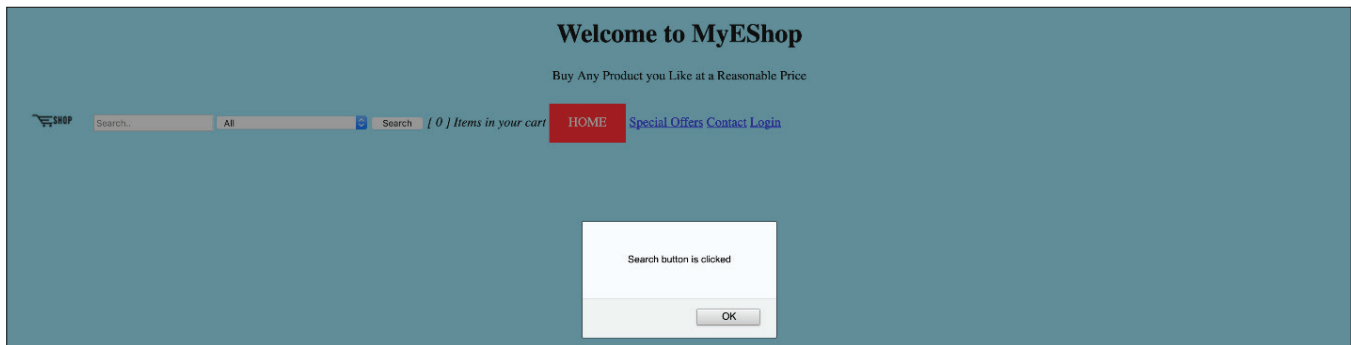 Welcome to MyEShop
Buy Any Product you Like at a Reasonable Price
SHOP Search.. All Search [ 0 ] Items in your cart HOME Special Offers Contact Login
Search button is clicked
OK